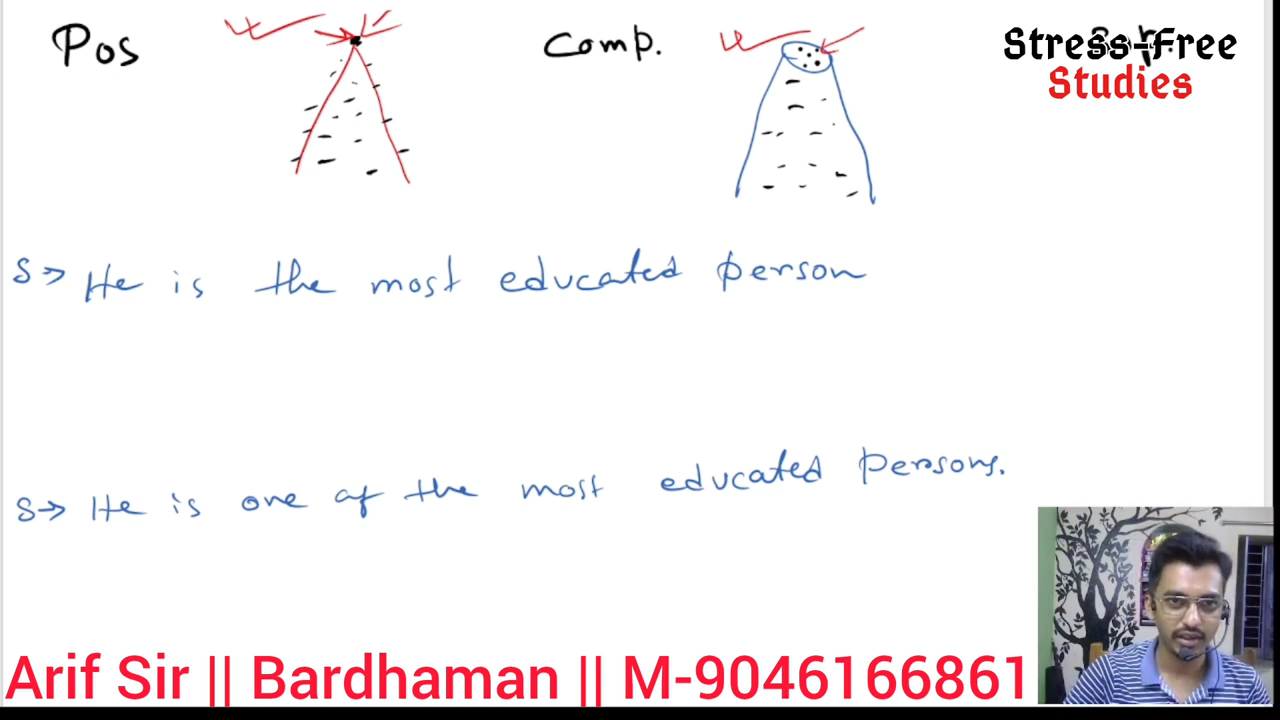 Pos
Comp.
Stress-Free
Studies
S→ He is the most educated person
S→ He is one of the most educated persons.
Arif Sir || Bardhaman || M-9046166861